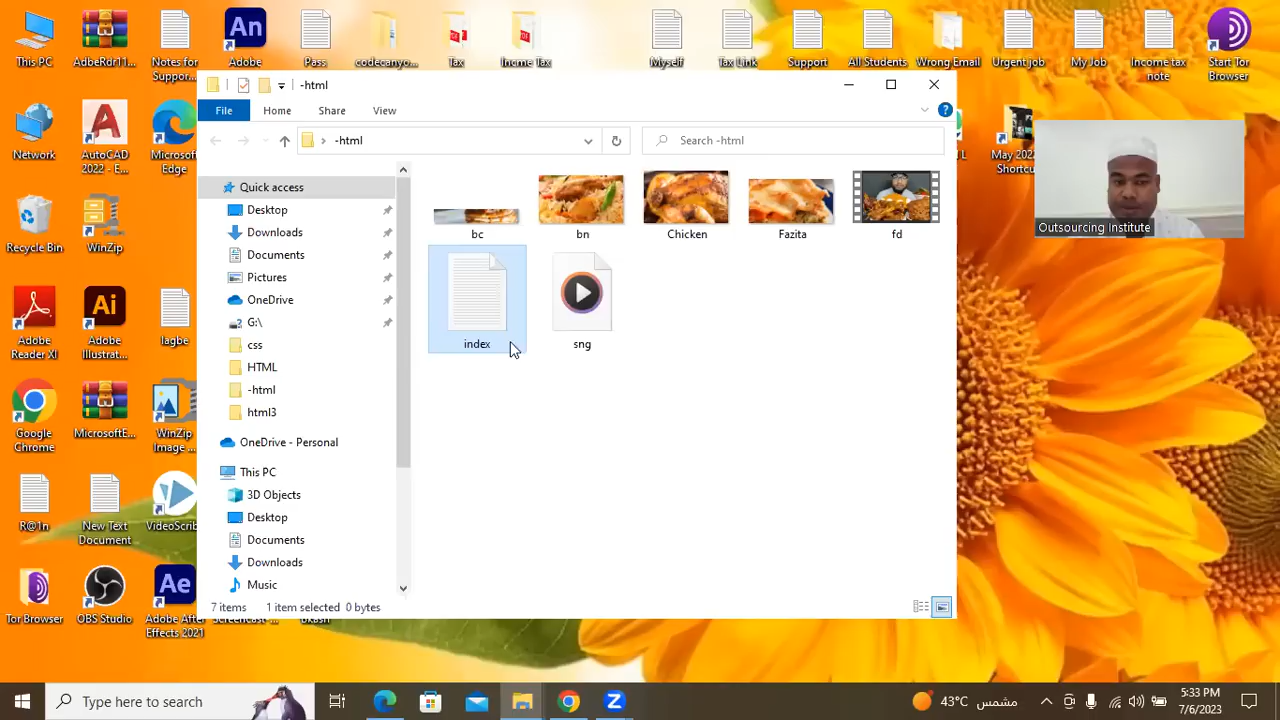 This PC
AdbeRdr11...
Notes for Suppor...
An
Adobe
Pass
codecanyo...
Tax
Incme Tax
Myself
Tax Link
Support
All Students
Wrong Email
Urgent job
My Job
Income tax note
Start Tor Browser
-html
File
Home
Share
View
-html
Search -html
Network
AutoCAD 2022 - E...
Microsoft Edge
Recycle Bin
WinZip
Adobe Reader XI
Ai
Adobe Illustrat...
lagbe
Google Chrome
MicrosoftE...
WinZip Image ...
R@1n
New Text Document
VideoScrib
Tor Browser
OBS Studio
Ae
Adobe After Effects 2021
Screencast-...
Bkash
Quick access
Desktop
Downloads
Documents
Pictures
OneDrive
G:\
css
HTML
-html
html3
OneDrive - Personal
This PC
3D Objects
Desktop
Documents
Downloads
Music
bc
bn
Chicken
Fazita
fd
index
sng
7 items
1 item selected 0 bytes
May 202
Shortcu
Outsourcing Institute
Type here to search
43°C مشمس
5:33 PM
7/6/2023